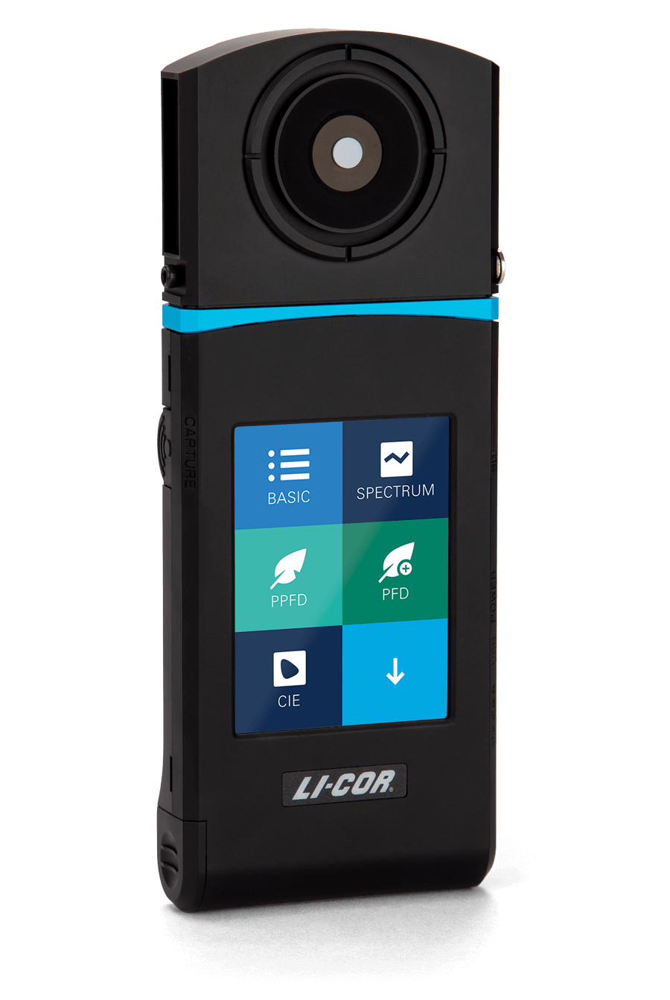 CAPTURE
BASIC
SPECTRUM
PPFD
PFD
CIE
LI-COR®